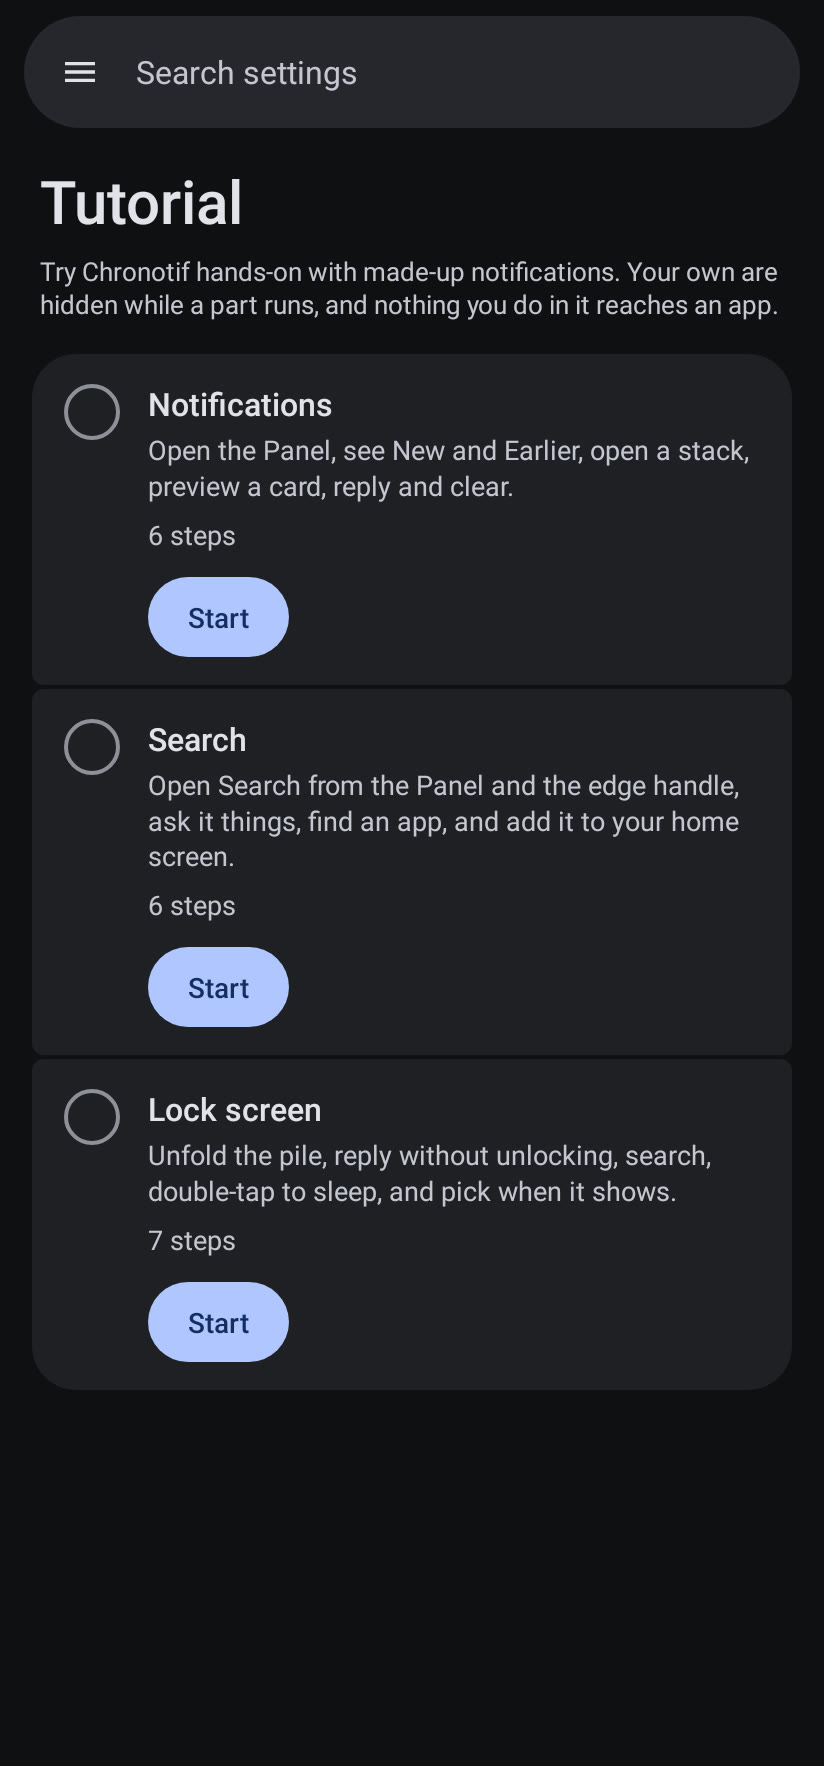 Search settings
Tutorial
Try Chronotif hands-on with made-up notifications. Your own are
hidden while a part runs, and nothing you do in it reaches an app.
Notifications
Open the Panel, see New and Earlier, open a stack,
preview a card, reply and clear.
6 steps
Start
Search
Open Search from the Panel and the edge handle,
ask it things, find an app, and add it to your home
screen.
6 steps
Start
Lock screen
Unfold the pile, reply without unlocking, search,
double-tap to sleep, and pick when it shows.
7 steps
Start